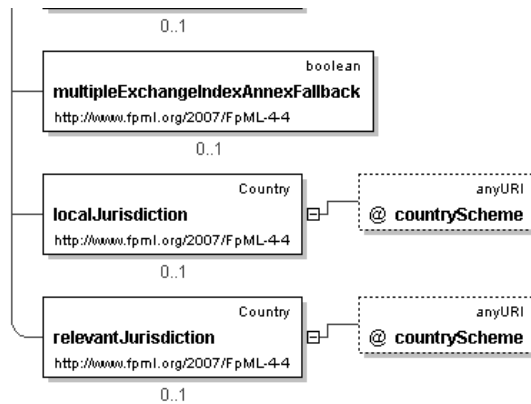 0..1
boolean
multipleExchangeIndexAnnexFallback
http://www.fpml.org/2007/FpML-4-4
0..1
Country
localJurisdiction
http://www.fpml.org/2007/FpML-4-4
0..1
anyURI
@ countryScheme
Country
relevantJurisdiction
http://www.fpml.org/2007/FpML-4-4
0..1
anyURI
@ countryScheme